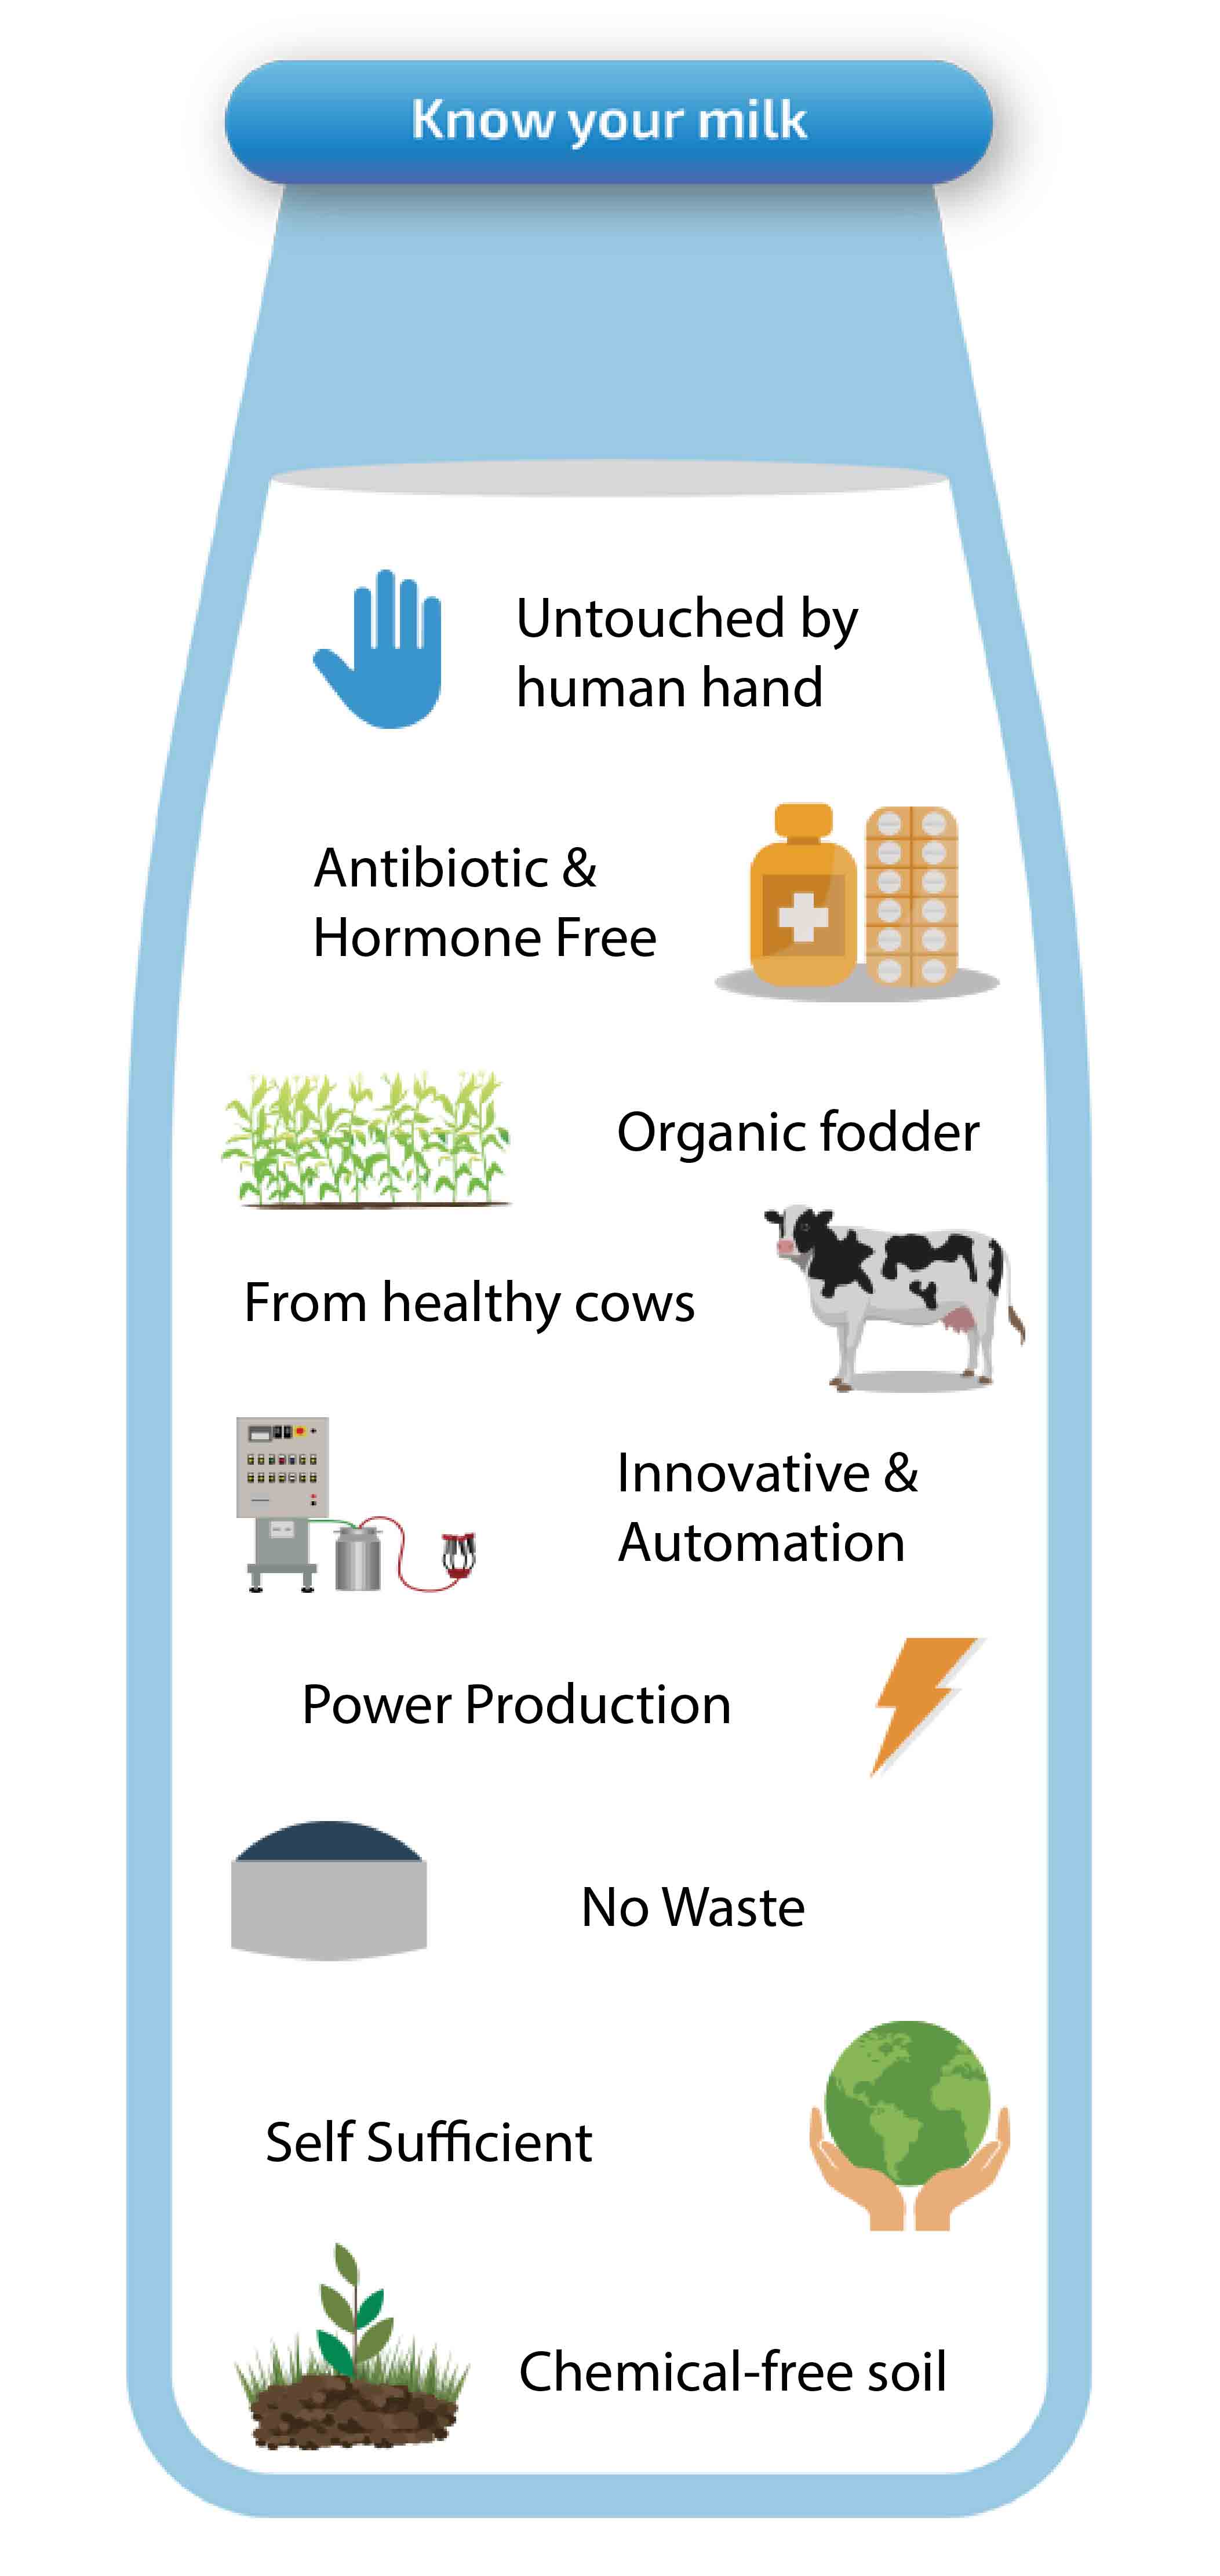 Know your milk
Untouched by
human hand
Antibiotic &
Hormone Free
Organic fodder
From healthy cows
Innovative &
Automation
Power Production
No Waste
Self Sufficient
Chemical-free soil